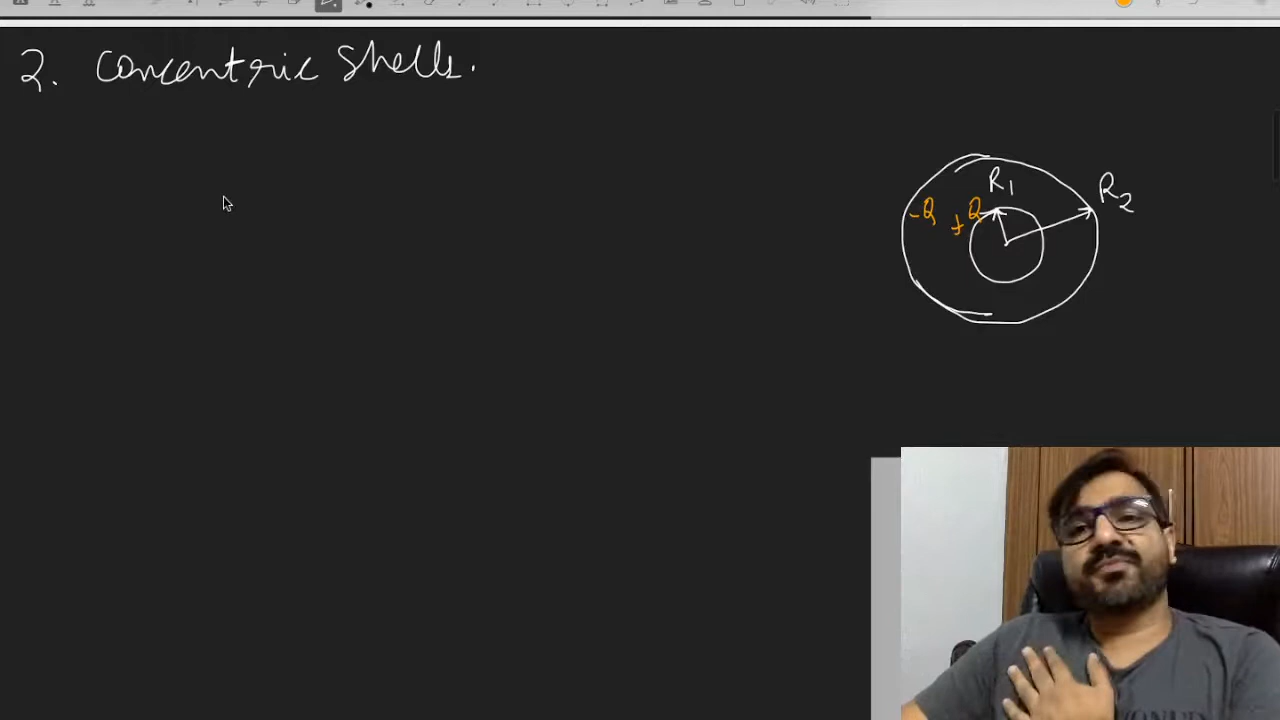 2. Concentric Shells.
R1
R2
-Q
+Q